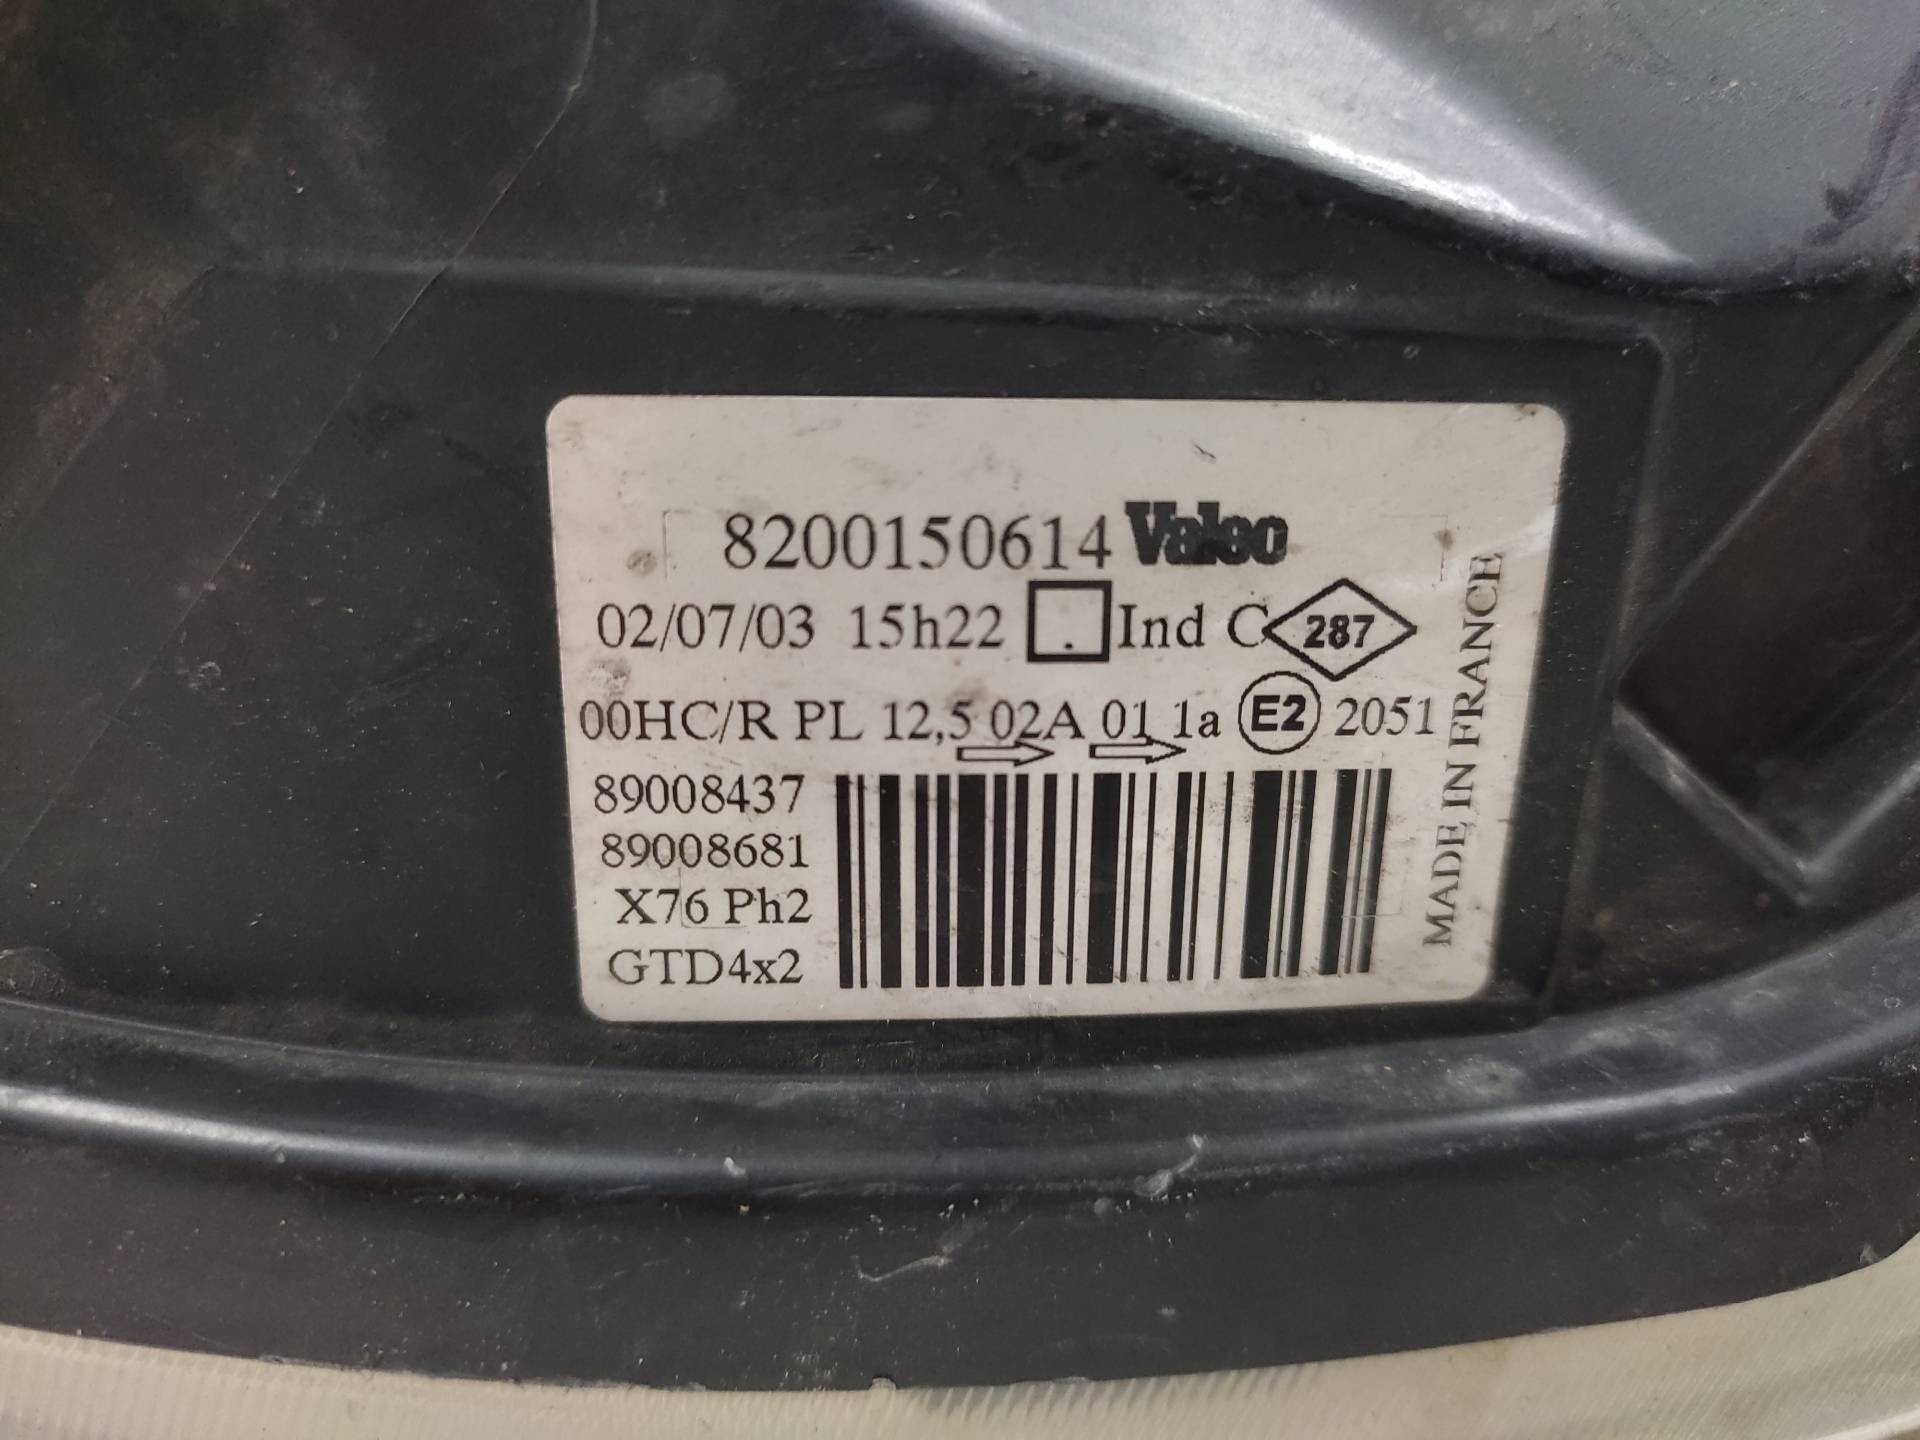 8200150614 Valeo
02/07/03 15h22 . Ind C 287
00HC/R PL 12,5 02A 01 1a E2 2051
89008437
89008681
X76 Ph2
GTD4x2
MADE IN FRANCE